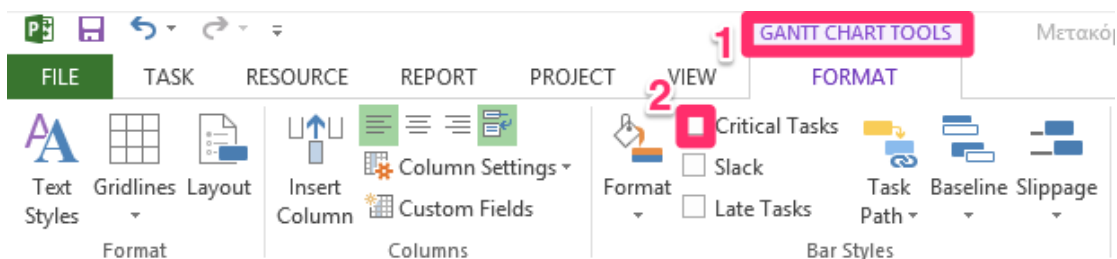 1 GANTT CHART TOOLS Μετακό
FILE TASK RESOURCE REPORT PROJECT VIEW FORMAT
2
Critical Tasks
Slack
Late Tasks
Text Styles
Gridlines
Layout
Insert Column
Column Settings
Custom Fields
Format
Task Path
Baseline
Slippage
Format
Columns
Bar Styles